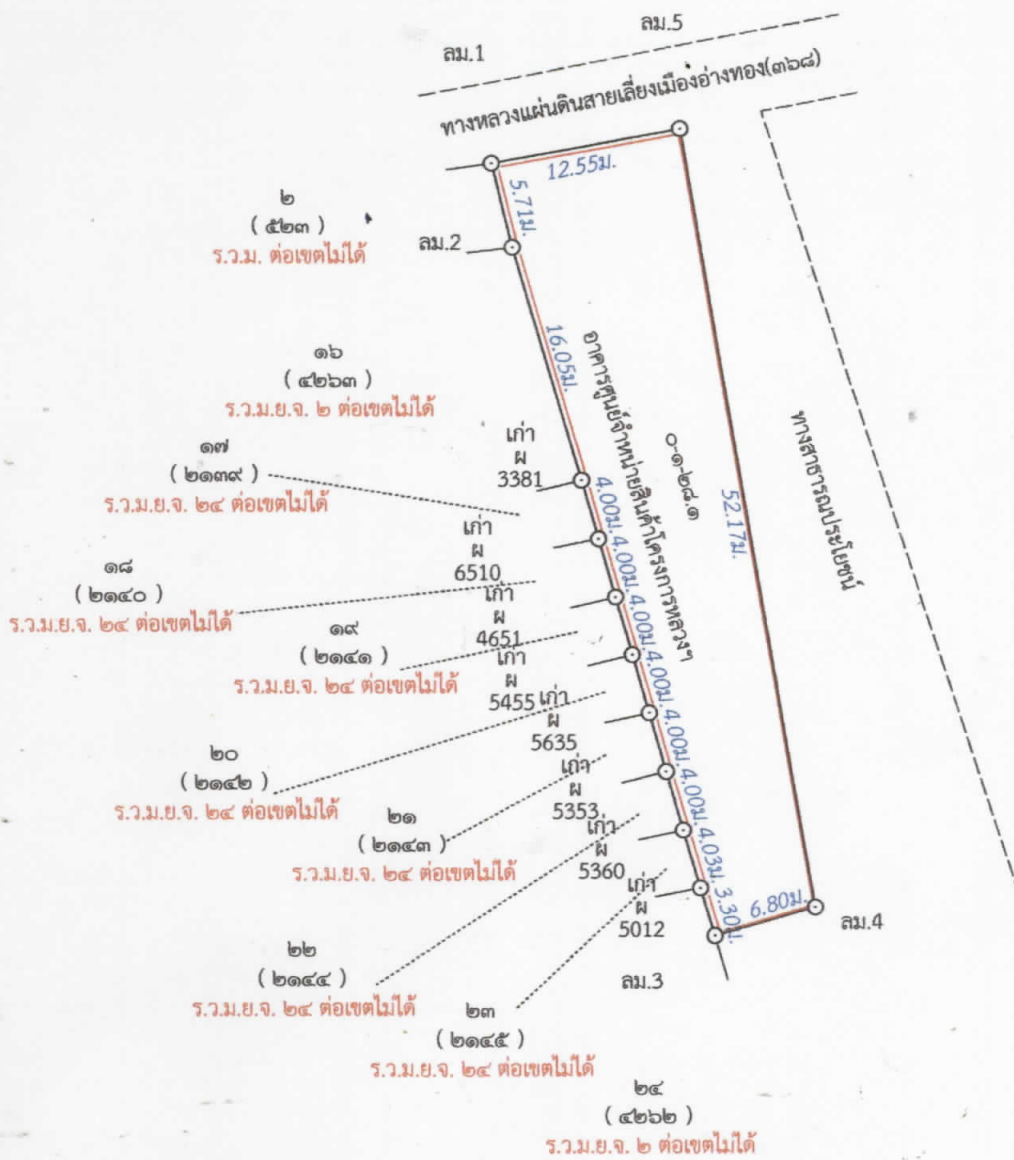 ลม.5
ลม.1
ทางหลวงแผ่นดินสายเลี่ยงเมืองอ่างทอง(๓๖๘)
12.55ม.
5.71ม.
๒
( ๕๒๓ )
ร.ว.ม. ต่อเขตไม่ได้
ลม.2
16.05ม.
๑๖
( ๔๒๖๓ )
ร.ว.ม.ย.จ. ๒ ต่อเขตไม่ได้
อาคารศูนย์จำหน่ายสินค้าโครงการหลวงฯ
๐-๑-๒๘.๑
52.17ม.
ทางสาธารณประโยชน์
เก่า
ผ
3381
๑๗
( ๒๑๓๙ )
ร.ว.ม.ย.จ. ๒๔ ต่อเขตไม่ได้
4.00ม.
เก่า
ผ
6510
4.00ม.
๑๘
( ๒๑๔๐ )
ร.ว.ม.ย.จ. ๒๔ ต่อเขตไม่ได้
เก่า
ผ
4651
4.00ม.
๑๙
( ๒๑๔๑ )
ร.ว.ม.ย.จ. ๒๔ ต่อเขตไม่ได้
เก่า
ผ
5455
4.00ม.
เก่า
ผ
5635
4.00ม.
๒๐
( ๒๑๔๒ )
ร.ว.ม.ย.จ. ๒๔ ต่อเขตไม่ได้
เก่า
ผ
5353
4.00ม.
๒๑
( ๒๑๔๓ )
ร.ว.ม.ย.จ. ๒๔ ต่อเขตไม่ได้
เก่า
ผ
5360
4.03ม.
เก่า
ผ
5012
3.30ม.
6.80ม.
ลม.4
ลม.3
๒๒
( ๒๑๔๔ )
ร.ว.ม.ย.จ. ๒๔ ต่อเขตไม่ได้
๒๓
( ๒๑๔๕ )
ร.ว.ม.ย.จ. ๒๔ ต่อเขตไม่ได้
๒๔
( ๔๒๖๒ )
ร.ว.ม.ย.จ. ๒ ต่อเขตไม่ได้